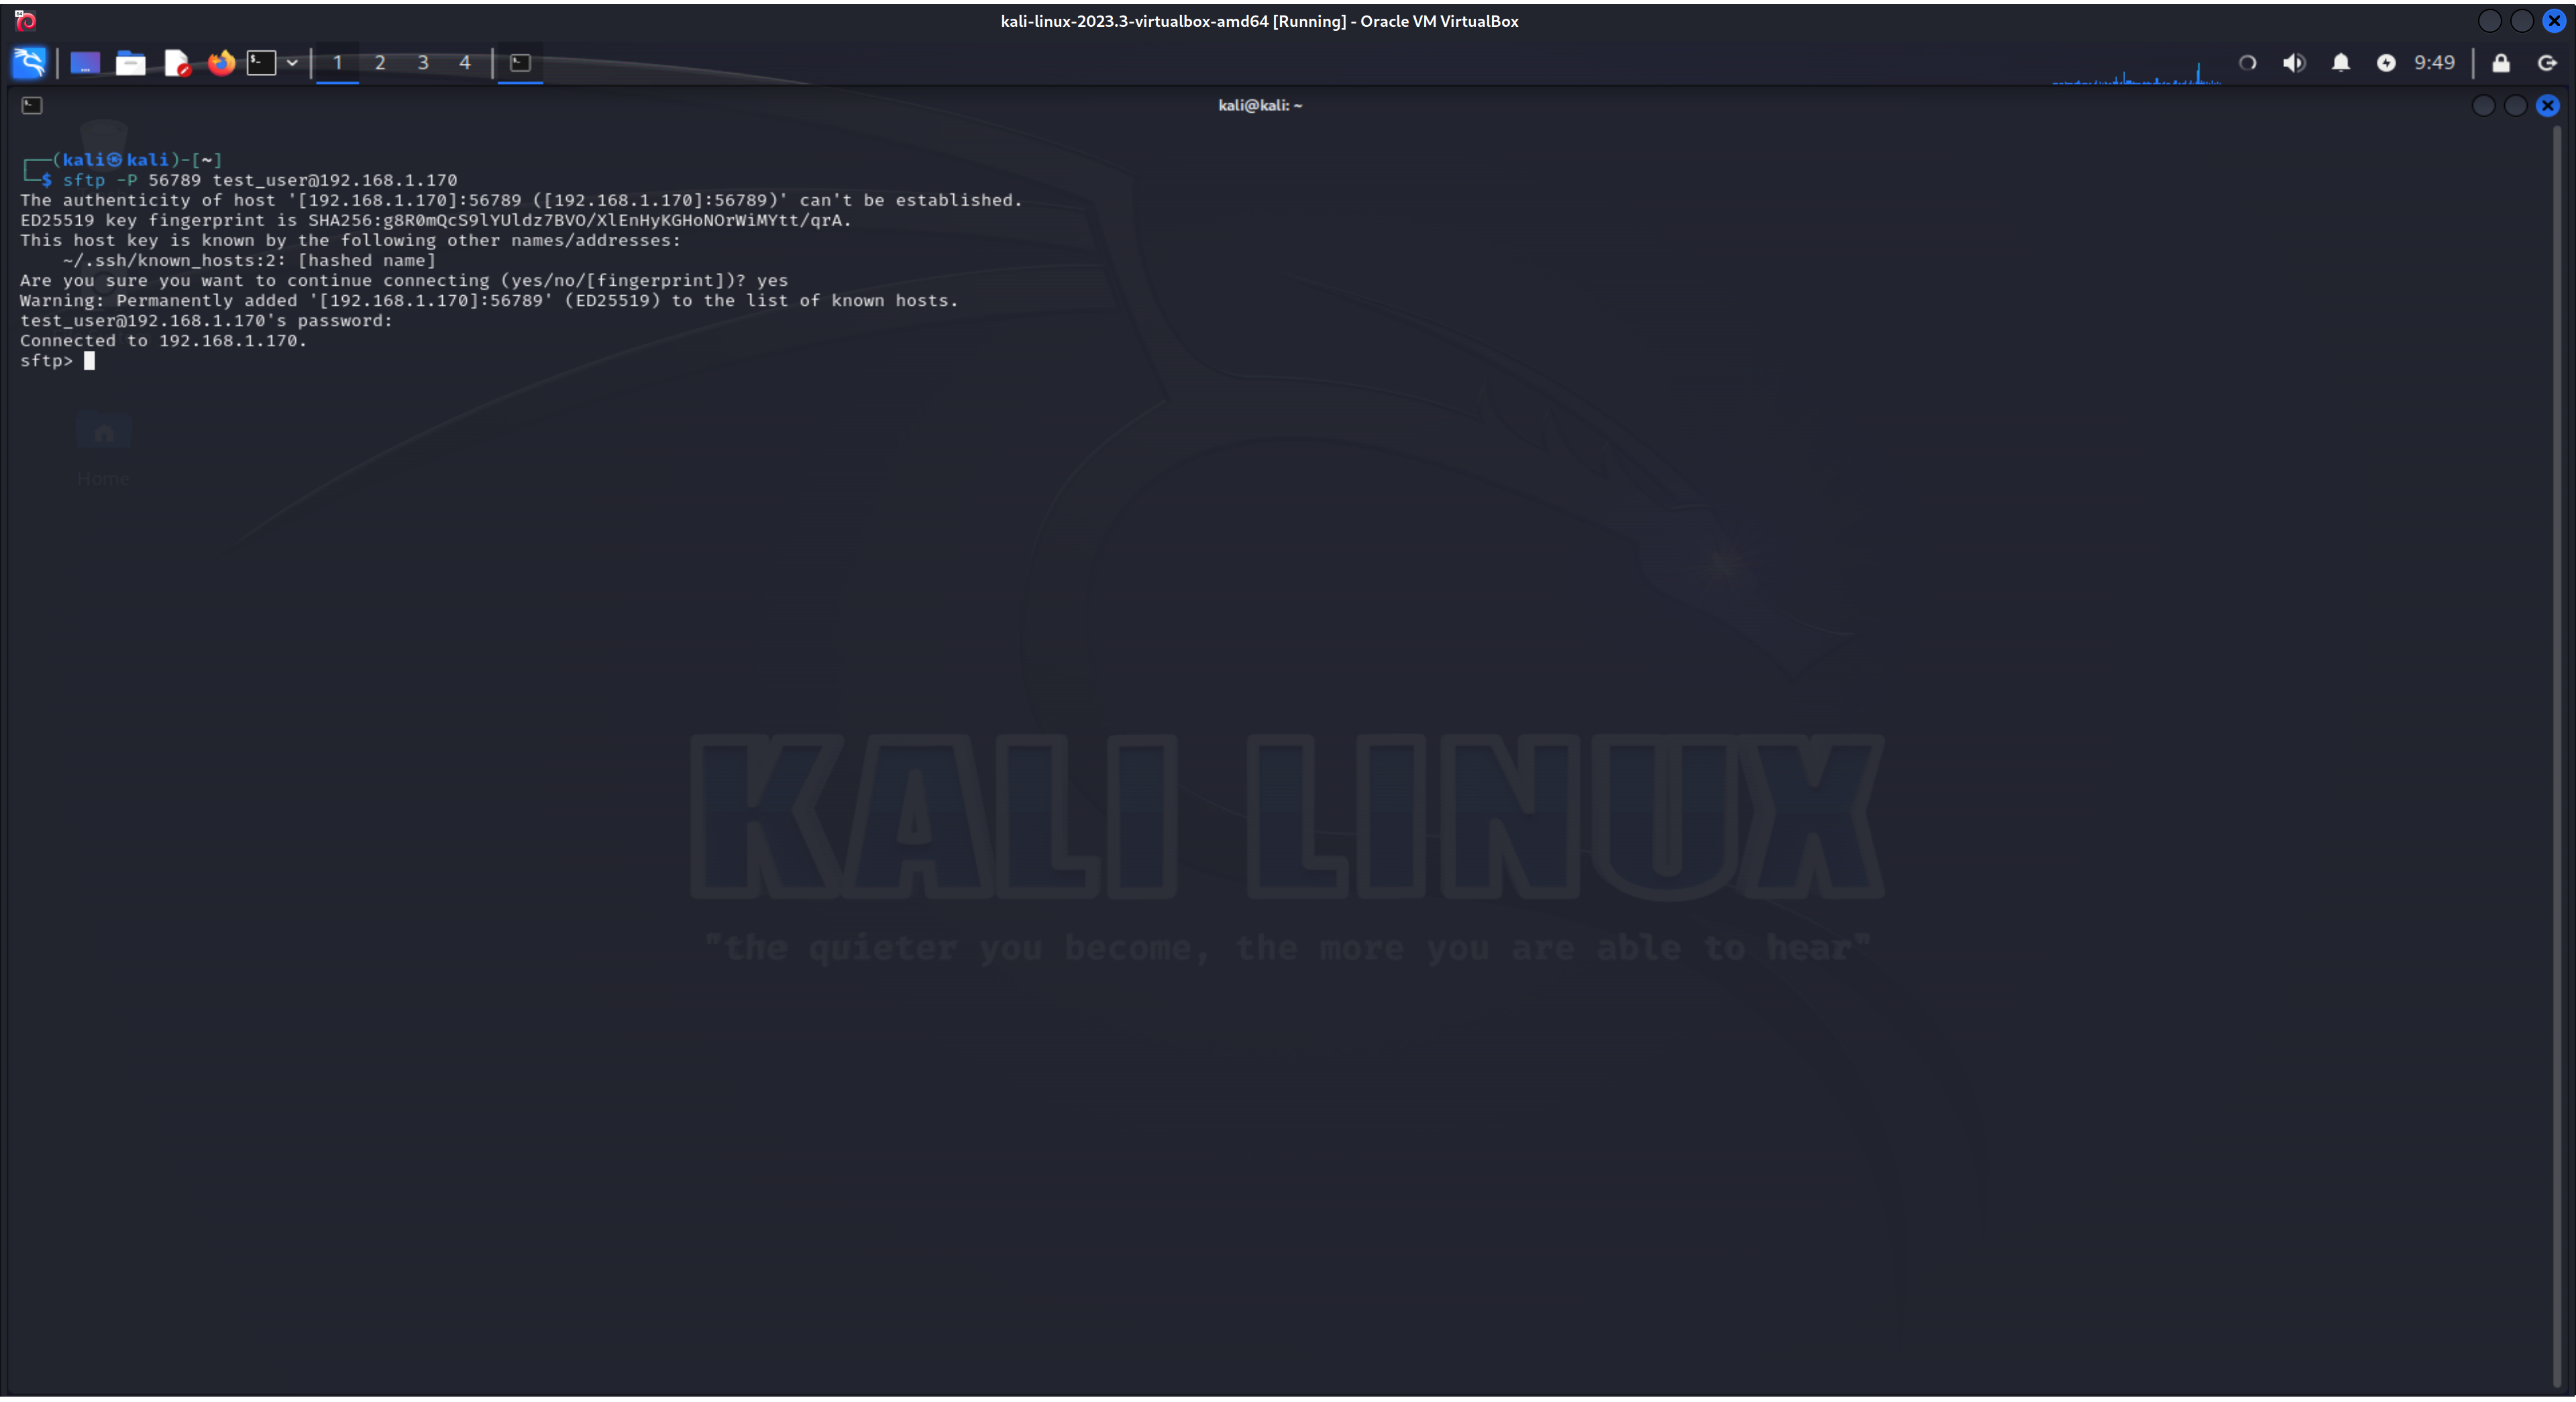 kali-linux-2023.3-virtualbox-amd64 [Running] - Oracle VM VirtualBox
1 2 3 4
9:49
kali@kali: ~
┌──(kali㉿kali)-[~]
└─$ sftp -P 56789 test_user@192.168.1.170
The authenticity of host '[192.168.1.170]:56789 ([192.168.1.170]:56789)' can't be established.
ED25519 key fingerprint is SHA256:g8R0mQcS9lYUldz7BVO/XlEnHyKGHoNOrWiMYtt/qrA.
This host key is known by the following other names/addresses:
    ~/.ssh/known_hosts:2: [hashed name]
Are you sure you want to continue connecting (yes/no/[fingerprint])? yes
Warning: Permanently added '[192.168.1.170]:56789' (ED25519) to the list of known hosts.
test_user@192.168.1.170's password:
Connected to 192.168.1.170.
sftp>
Home
KALI LINUX
"the quieter you become, the more you are able to hear"